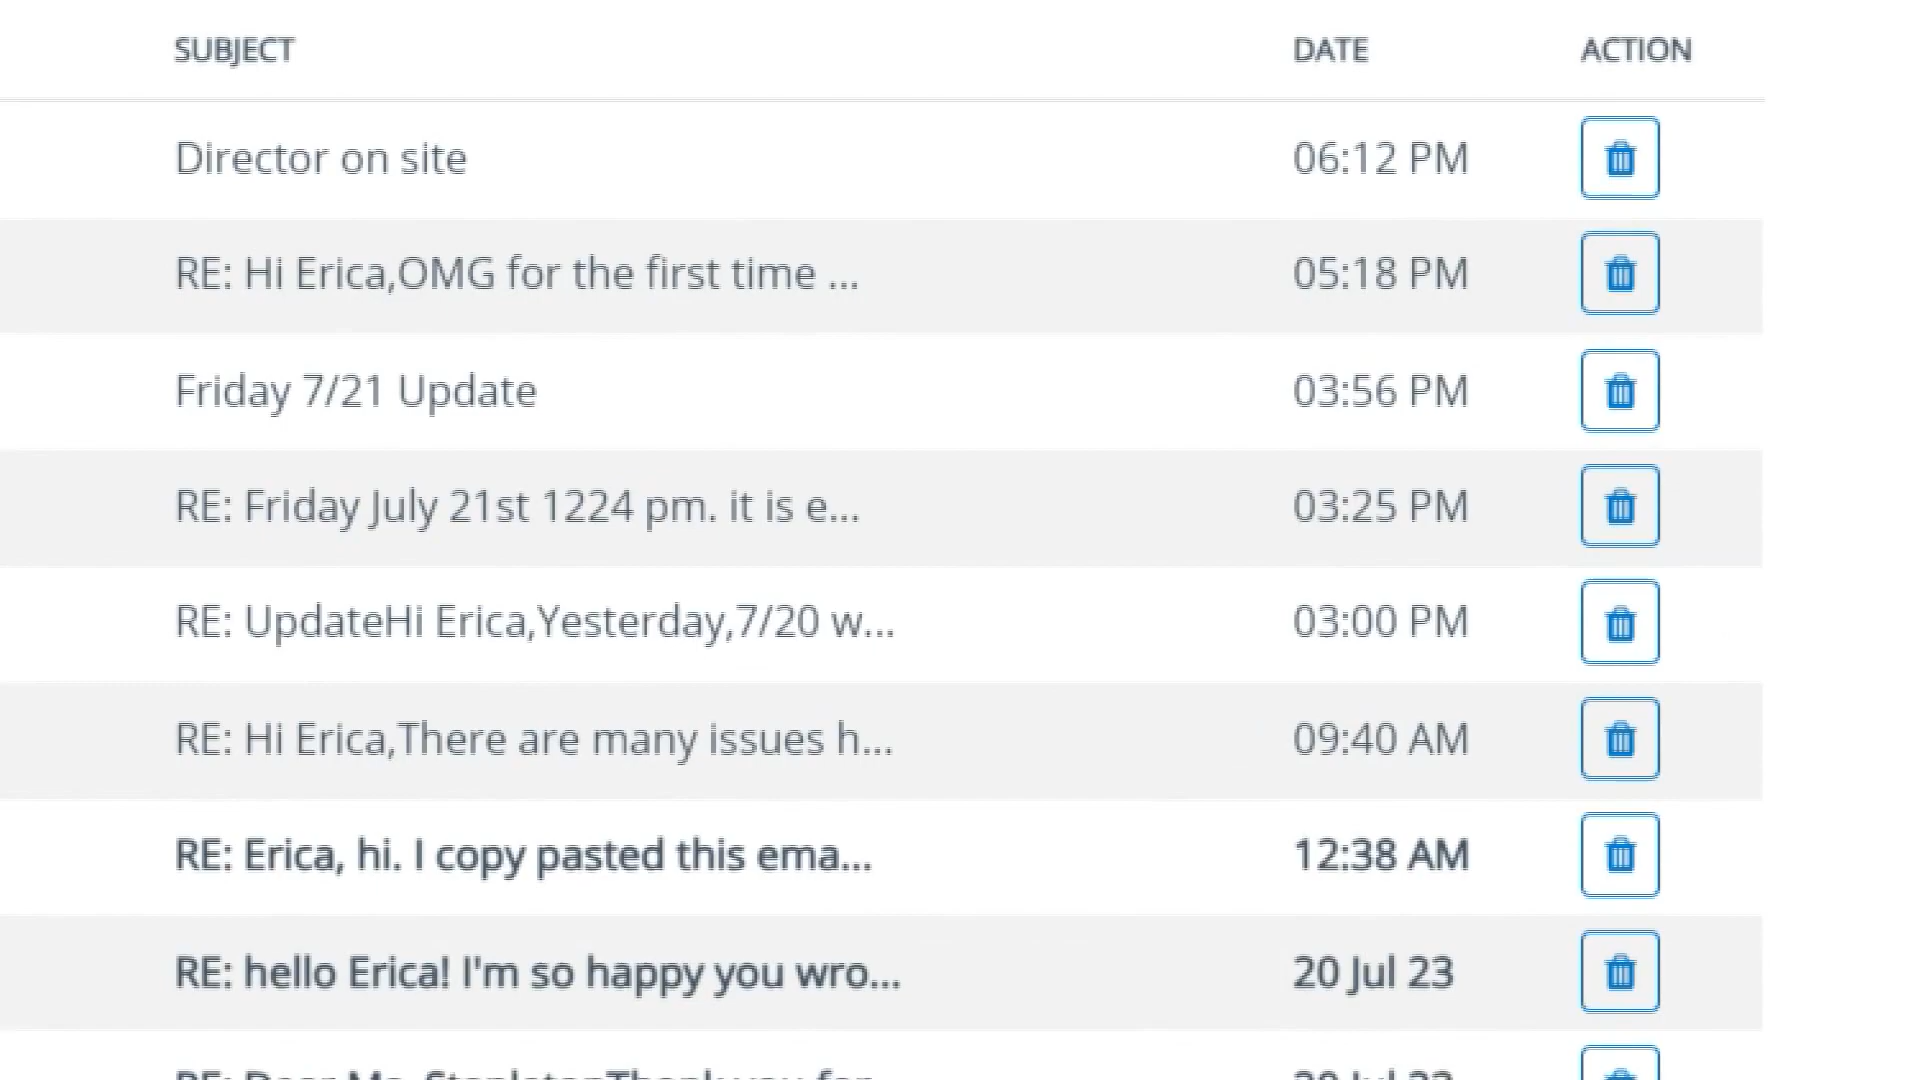 SUBJECT DATE ACTION
Director on site 06:12 PM
RE: Hi Erica,OMG for the first time ... 05:18 PM
Friday 7/21 Update 03:56 PM
RE: Friday July 21st 1224 pm. it is e... 03:25 PM
RE: UpdateHi Erica,Yesterday,7/20 w... 03:00 PM
RE: Hi Erica,There are many issues h... 09:40 AM
RE: Erica, hi. I copy pasted this ema... 12:38 AM
RE: hello Erica! I'm so happy you wro... 20 Jul 23